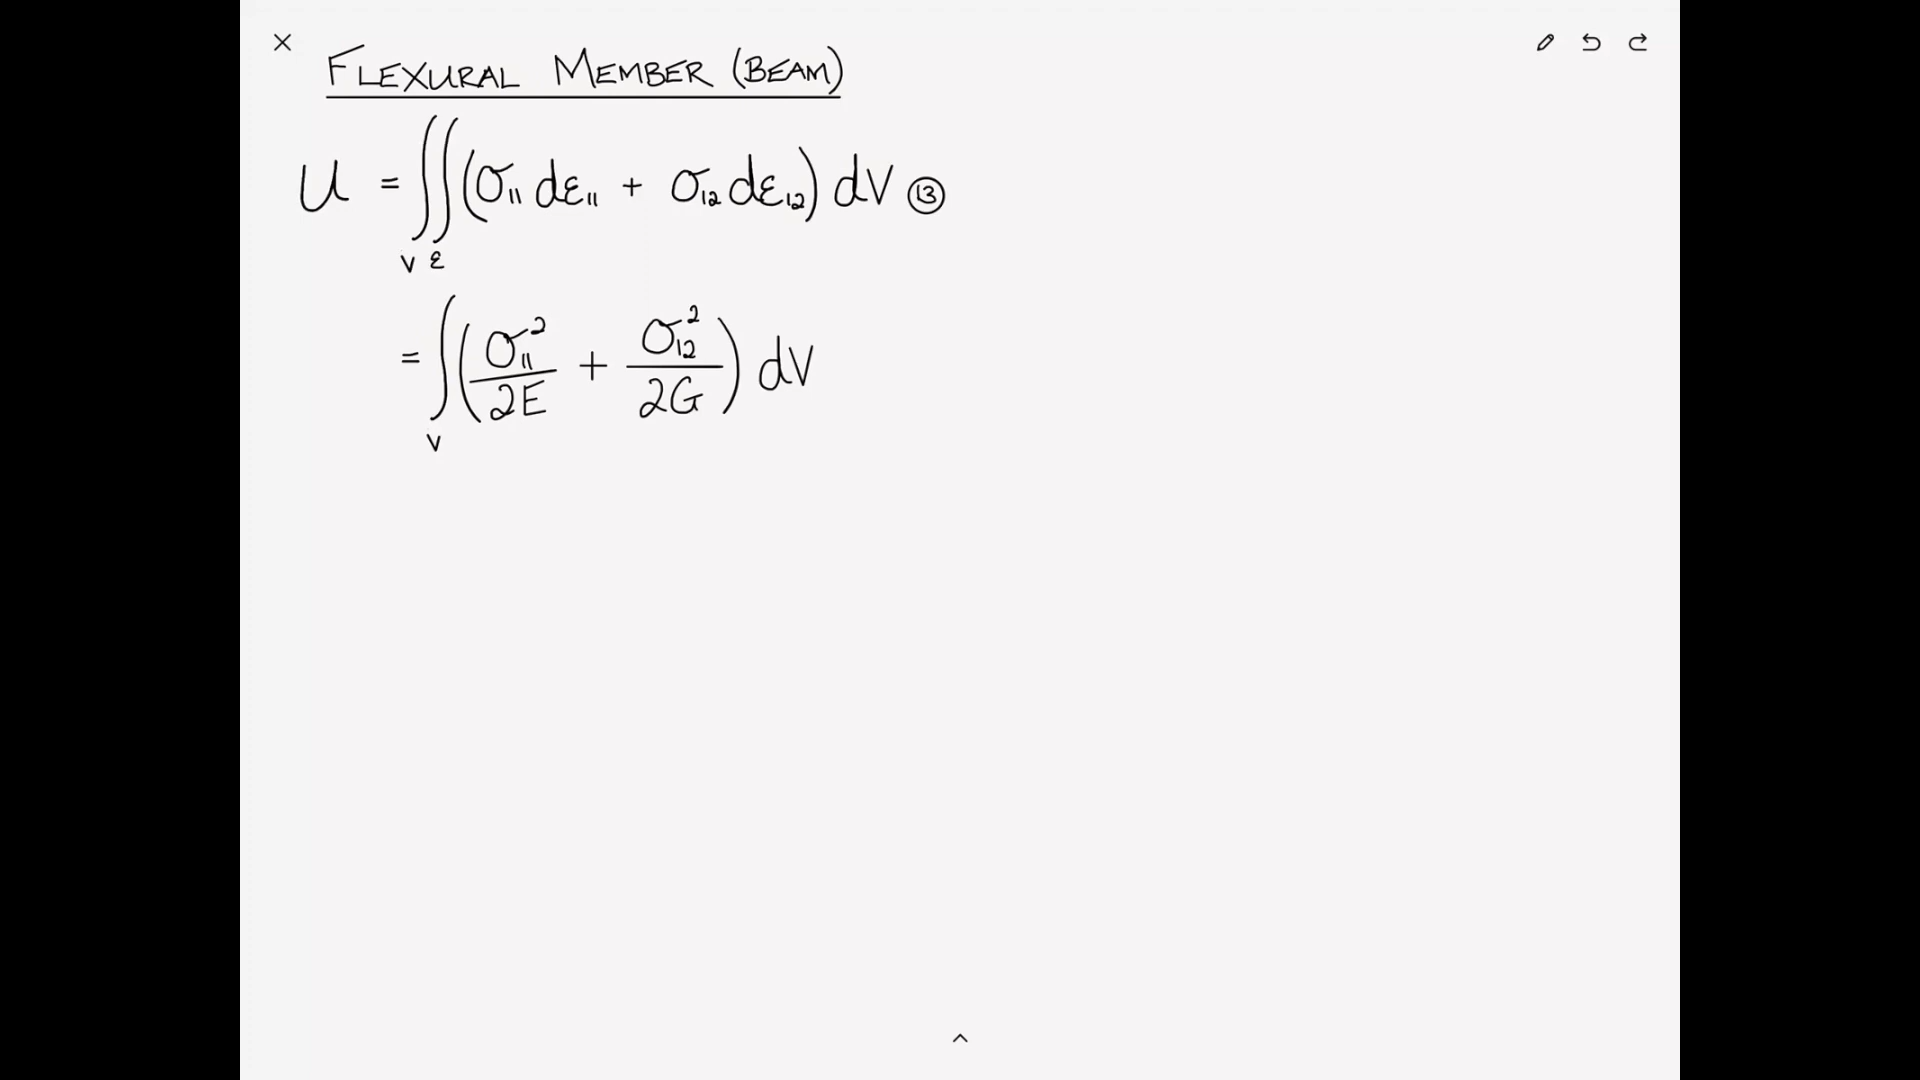 FLEXURAL MEMBER (BEAM)
U = ∫∫ (σ₁₁ dε₁₁ + σ₁₂ dε₁₂) dV ⑬
V ε
= ∫ (σ₁₁²/2E + σ₁₂²/2G) dV
V